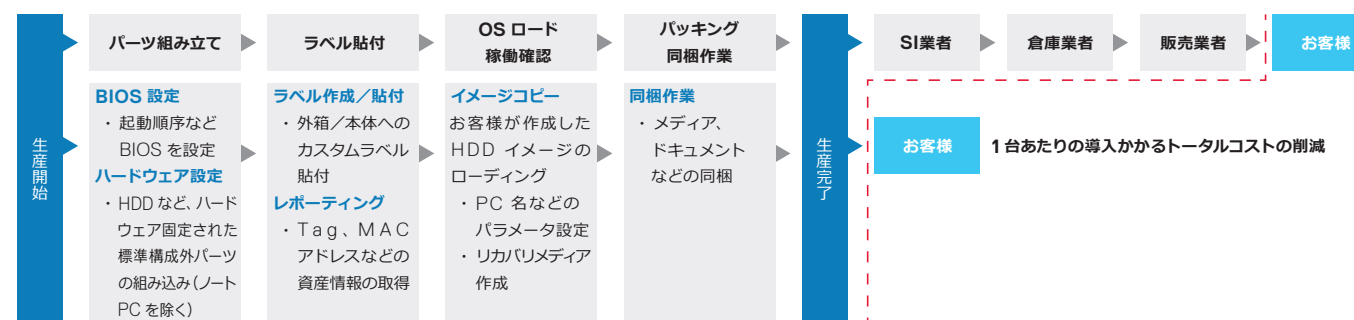 生産開始
パーツ組み立て
ラベル貼付
OS ロード
稼働確認
パッキング
同梱作業
BIOS 設定
・起動順序など
BIOS を設定
ハードウェア設定
・HDD など、ハード
ウェア固定された
標準構成外パーツ
の組み込み（ノート
PC を除く）
ラベル作成／貼付
・外箱／本体への
カスタムラベル
貼付
レポーティング
・Tag、MAC
アドレスなどの
資産情報の取得
イメージコピー
お客様が作成した
HDD イメージの
ローディング
・PC 名などの
パラメータ設定
・リカバリメディア
作成
同梱作業
・メディア、
ドキュメント
などの同梱
生産完了
SI業者
倉庫業者
販売業者
お客様
お客様
1台あたりの導入かかるトータルコストの削減